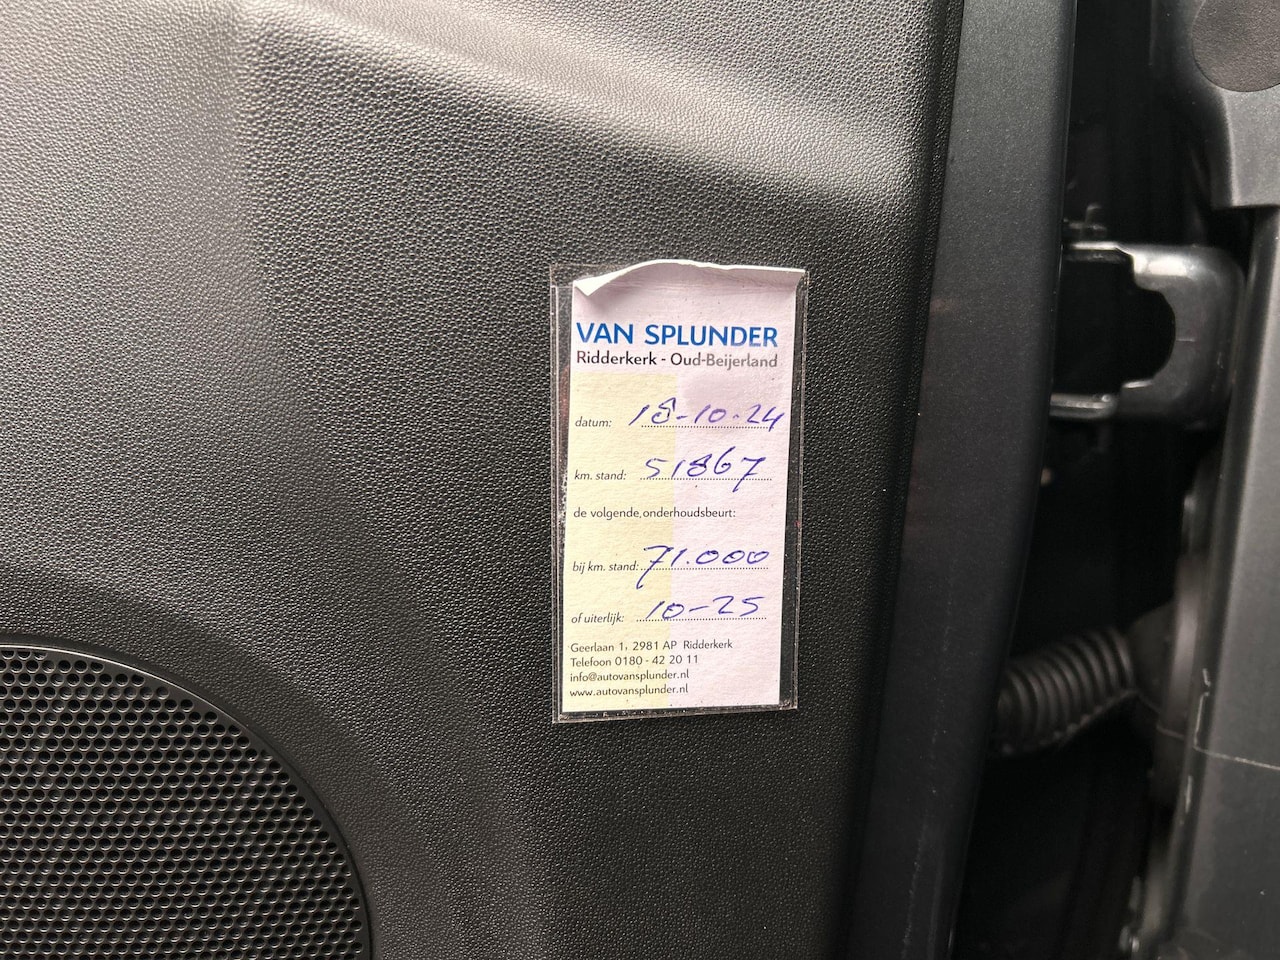 VAN SPLUNDER
Ridderkerk - Oud-Beijerland
datum: 18-10-24
km. stand: 51867
de volgende onderhoudsbeurt:
bij km. stand: 71.000
of uiterlijk: 10-25
Geerlaan 1, 2981 AP Ridderkerk
Telefoon 0180 - 42 20 11
info@autovansplunder.nl
www.autovansplunder.nl